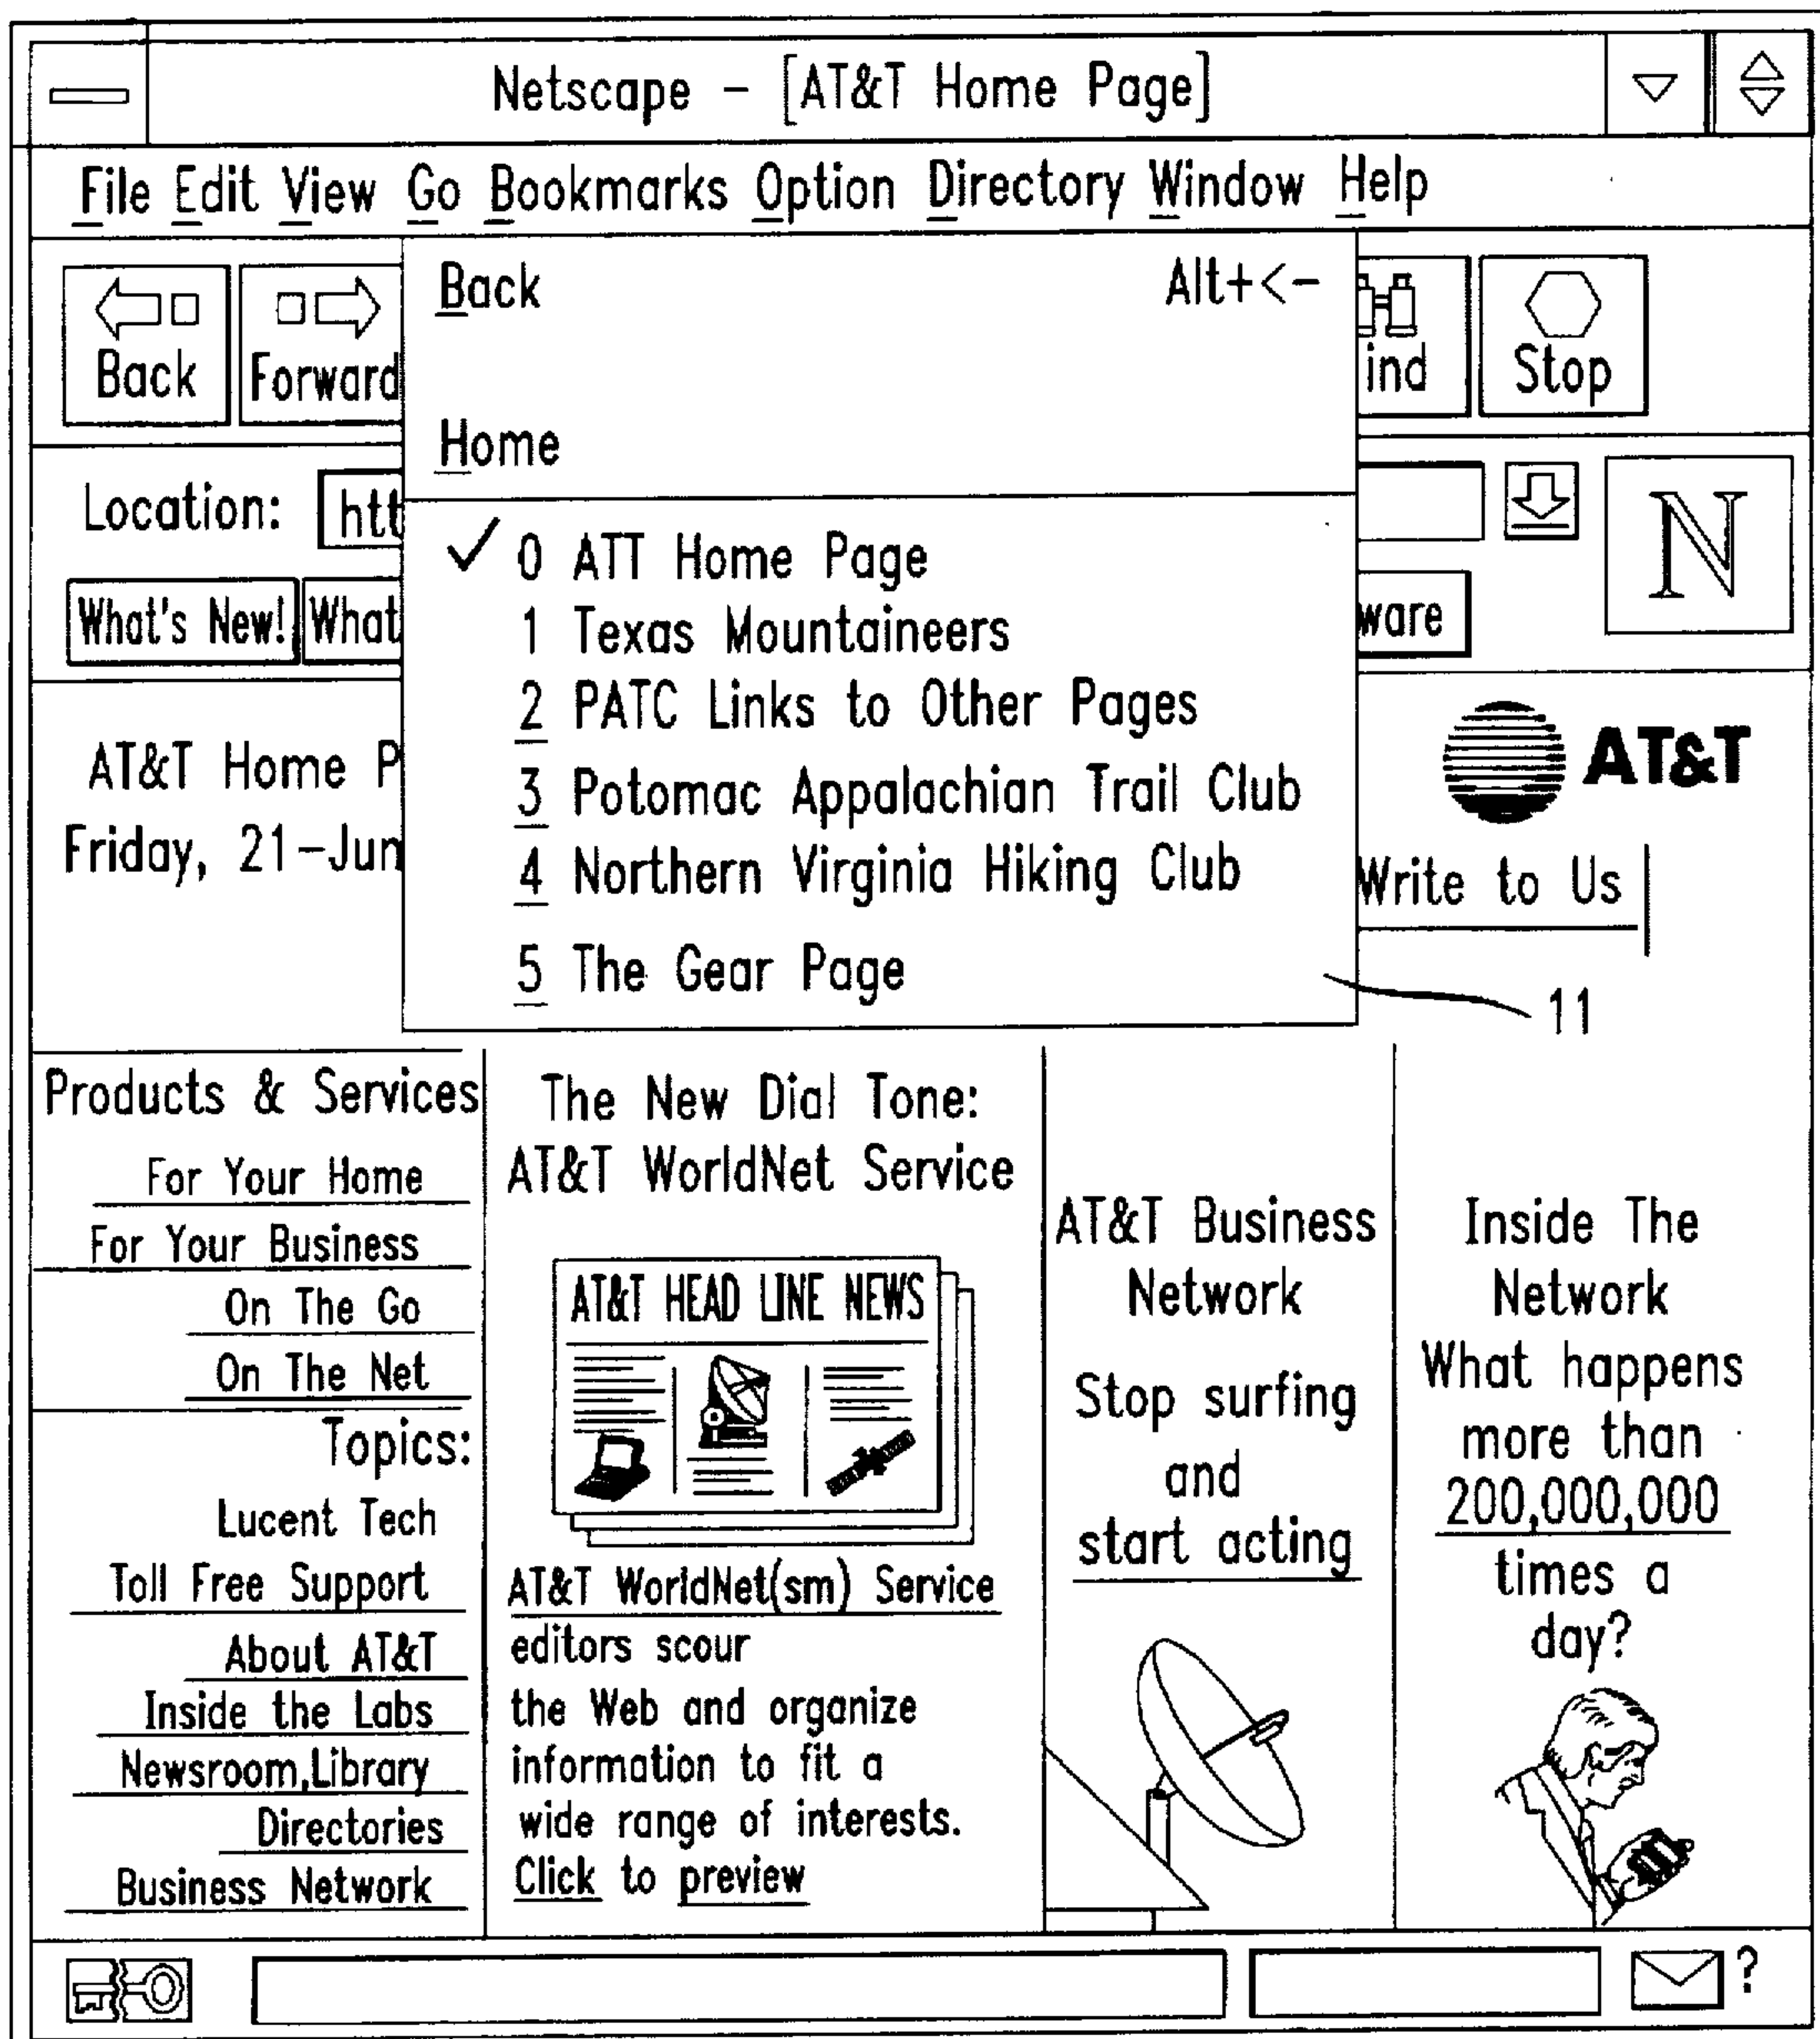 Netscape - [AT&T Home Page]
File Edit View Go Bookmarks Option Directory Window Help
Back Alt+<-
Home
Back Forward ind Stop
Location: htt
N
✓ 0 ATT Home Page
1 Texas Mountaineers
2 PATC Links to Other Pages
3 Potomac Appalachian Trail Club
4 Northern Virginia Hiking Club
5 The Gear Page
What's New! What ware
AT&T Home P
Friday, 21-Jun
AT&T
Write to Us
11
Products & Services
For Your Home
For Your Business
On The Go
On The Net
Topics:
Lucent Tech
Toll Free Support
About AT&T
Inside the Labs
Newsroom,Library
Directories
Business Network
The New Dial Tone:
AT&T WorldNet Service
AT&T HEAD LINE NEWS
AT&T WorldNet(sm) Service
editors scour
the Web and organize
information to fit a
wide range of interests.
Click to preview
AT&T Business
Network
Stop surfing
and
start acting
Inside The
Network
What happens
more than
200,000,000
times a
day?
?